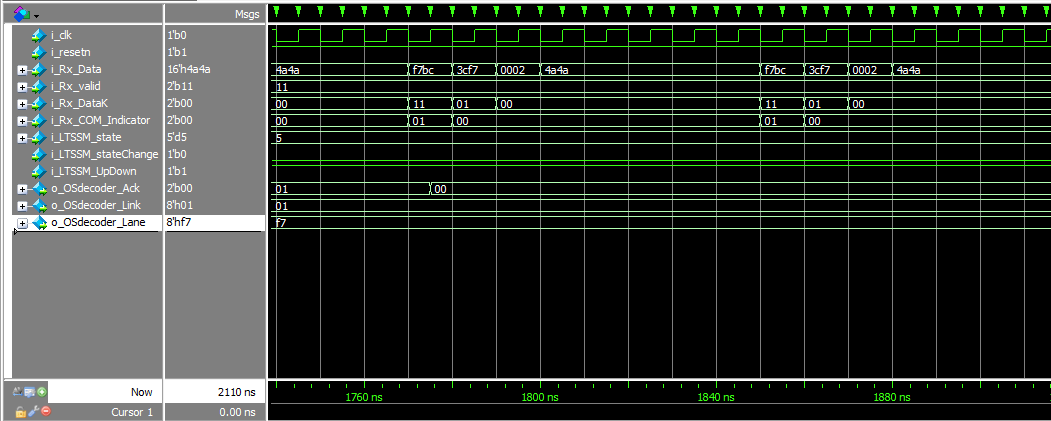 Msgs
i_clk 1'b0
i_resetn 1'b1
i_Rx_Data 16'h4a4a 4a4a f7bc 3cf7 0002 4a4a f7bc 3cf7 0002 4a4a
i_Rx_valid 2'b11 11
i_Rx_DataK 2'b00 00 11 01 00 11 01 00
i_Rx_COM_Indicator 2'b00 00 01 00 01 00
i_LTSSM_state 5'd5 5
i_LTSSM_stateChange 1'b0
i_LTSSM_UpDown 1'b1
o_OSdecoder_Ack 2'b00 01 00
o_OSdecoder_Link 8'h01 01
o_OSdecoder_Lane 8'hf7 f7
Now 2110 ns 1760 ns 1800 ns 1840 ns 1880 ns
Cursor 1 0.00 ns